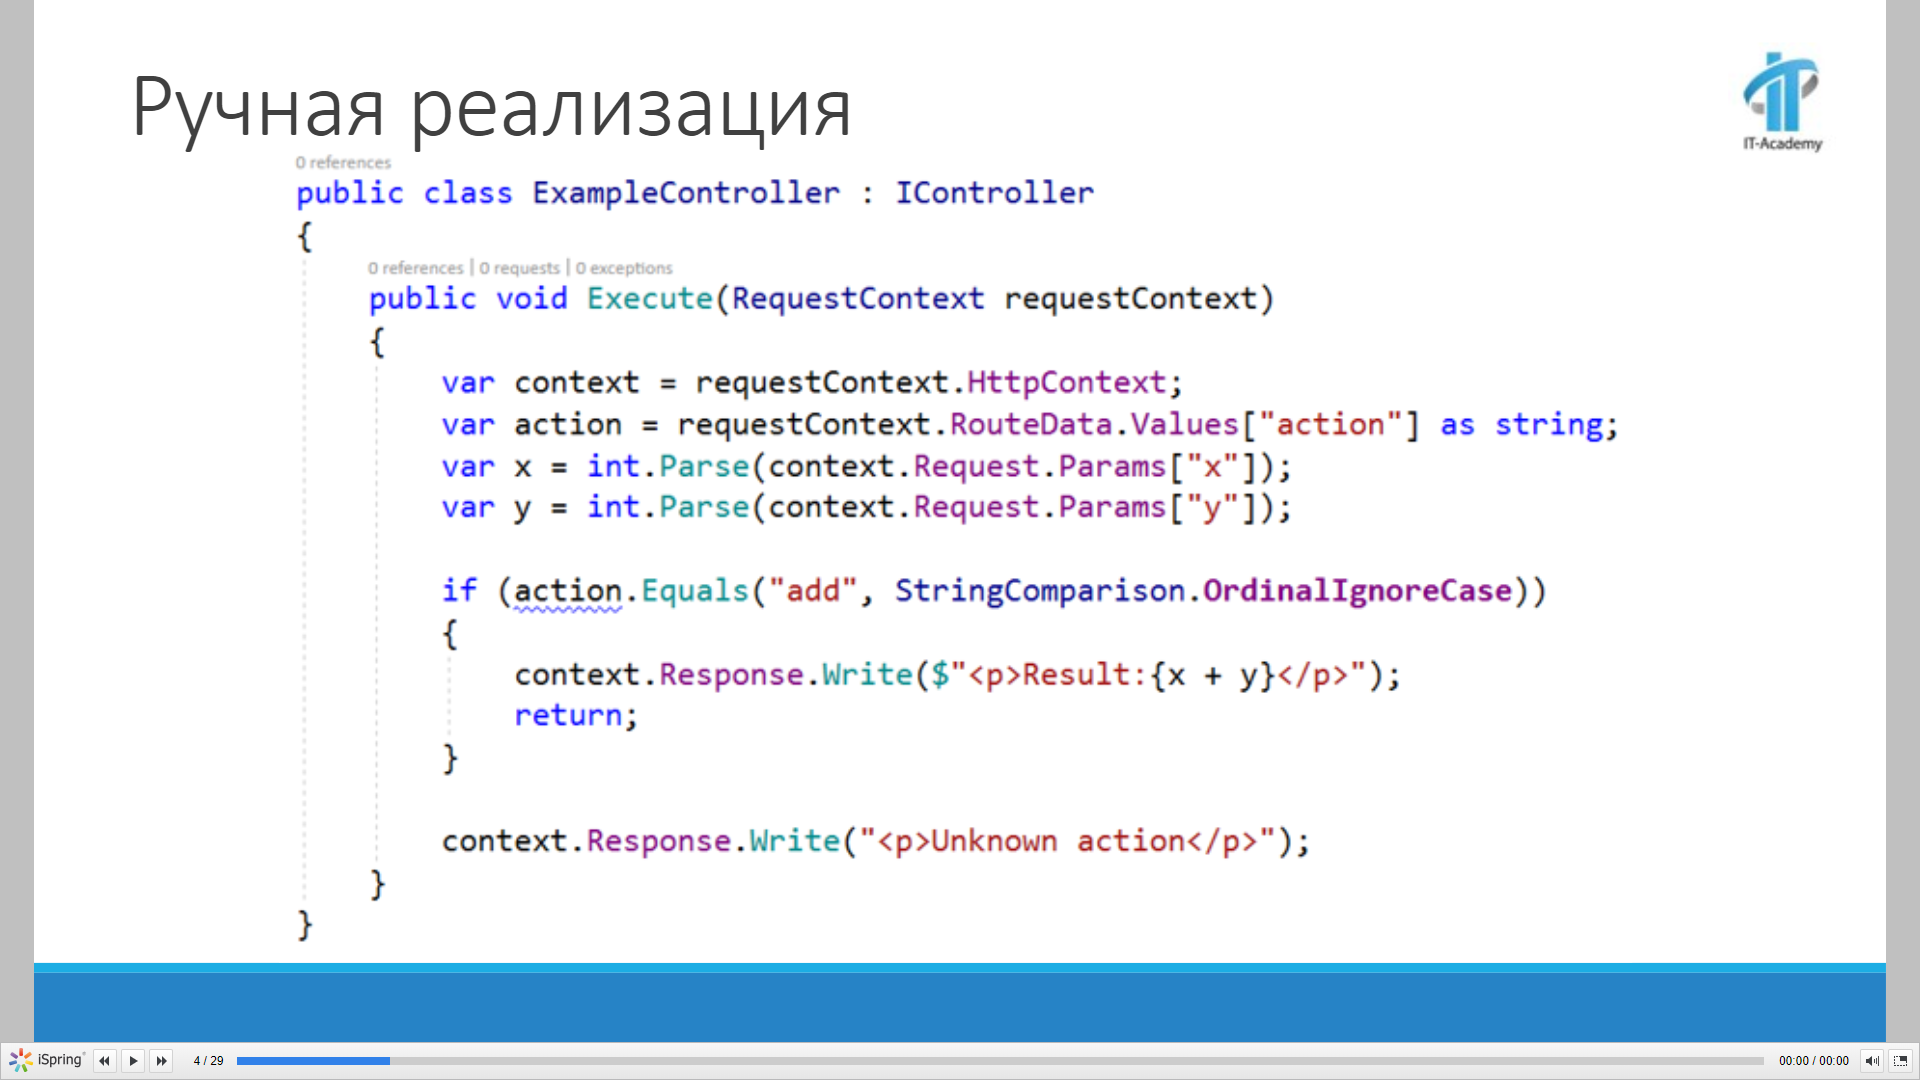 Ручная реализация
IT-Academy
0 references
public class ExampleController : IController
{
0 references | 0 requests | 0 exceptions
public void Execute(RequestContext requestContext)
{
var context = requestContext.HttpContext;
var action = requestContext.RouteData.Values["action"] as string;
var x = int.Parse(context.Request.Params["x"]);
var y = int.Parse(context.Request.Params["y"]);
if (action.Equals("add", StringComparison.OrdinalIgnoreCase))
{
context.Response.Write($"<p>Result:{x + y}</p>");
return;
}
context.Response.Write("<p>Unknown action</p>");
}
}
iSpring
4 / 29
00:00 / 00:00